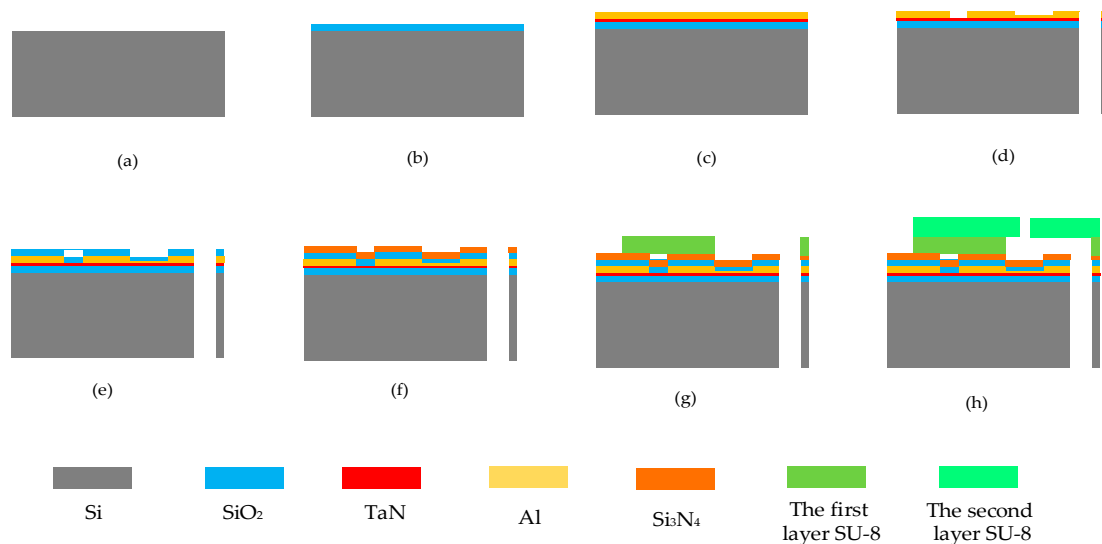 (a)
(b)
(c)
(d)
(e)
(f)
(g)
(h)
Si
SiO₂
TaN
Al
Si₃N₄
The first
layer SU-8
The second
layer SU-8